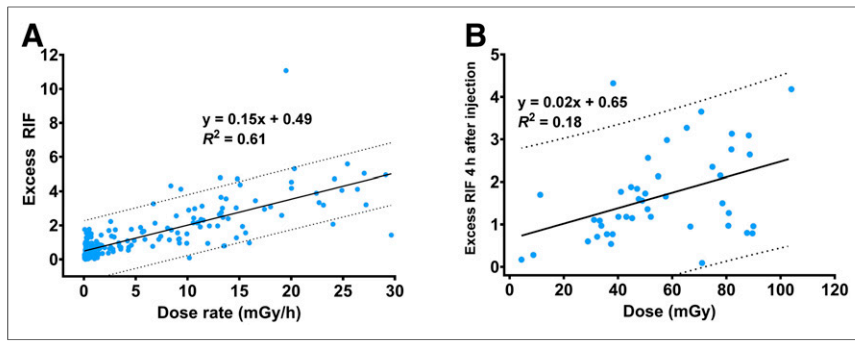 A
Excess RIF
12
10
8
6
4
2
0
y = 0.15x + 0.49
R² = 0.61
0 5 10 15 20 25 30
Dose rate (mGy/h)
B
Excess RIF 4 h after injection
5
4
3
2
1
0
y = 0.02x + 0.65
R² = 0.18
0 20 40 60 80 100 120
Dose (mGy)